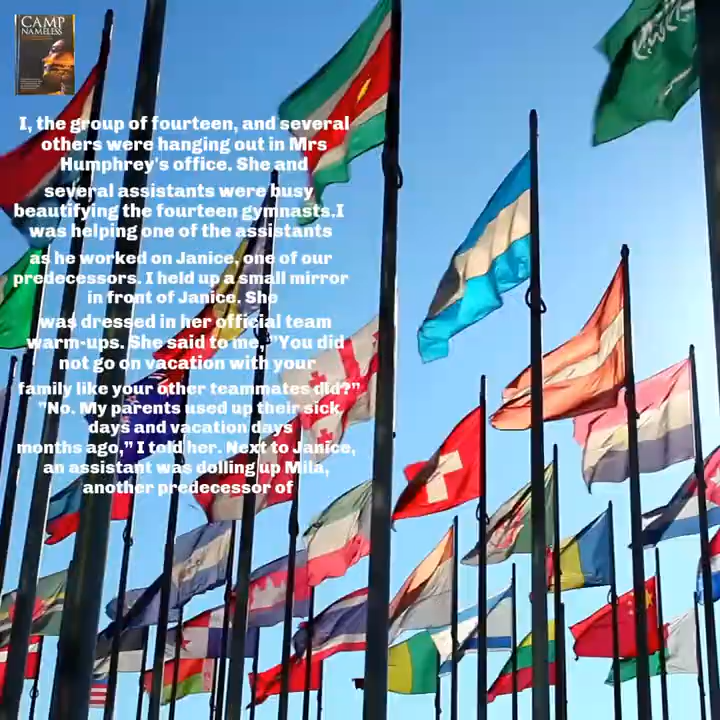 CAMP
NAMELESS
I, the group of fourteen, and several
others were hanging out in Mrs
Humphrey's office. She and
several assistants were busy
beautifying the fourteen gymnasts.I
was helping one of the assistants
as he worked on Janice, one of our
predecessors. I held up a small mirror
in front of Janice. She
was dressed in her official team
warm-ups. She said to me, "You did
not go on vacation with your
family like your other teammates did?"
"No. My parents used up their sick
days and vacation days
months ago," I told her. Next to Janice,
an assistant was dolling up Mila,
another predecessor of